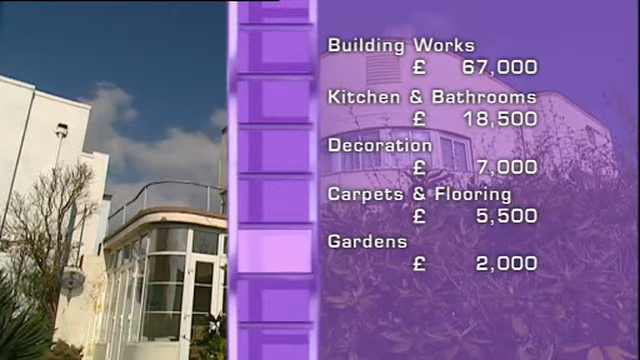 Building Works
£ 67,000
Kitchen & Bathrooms
£ 18,500
Decoration
£ 7,000
Carpets & Flooring
£ 5,500
Gardens
£ 2,000